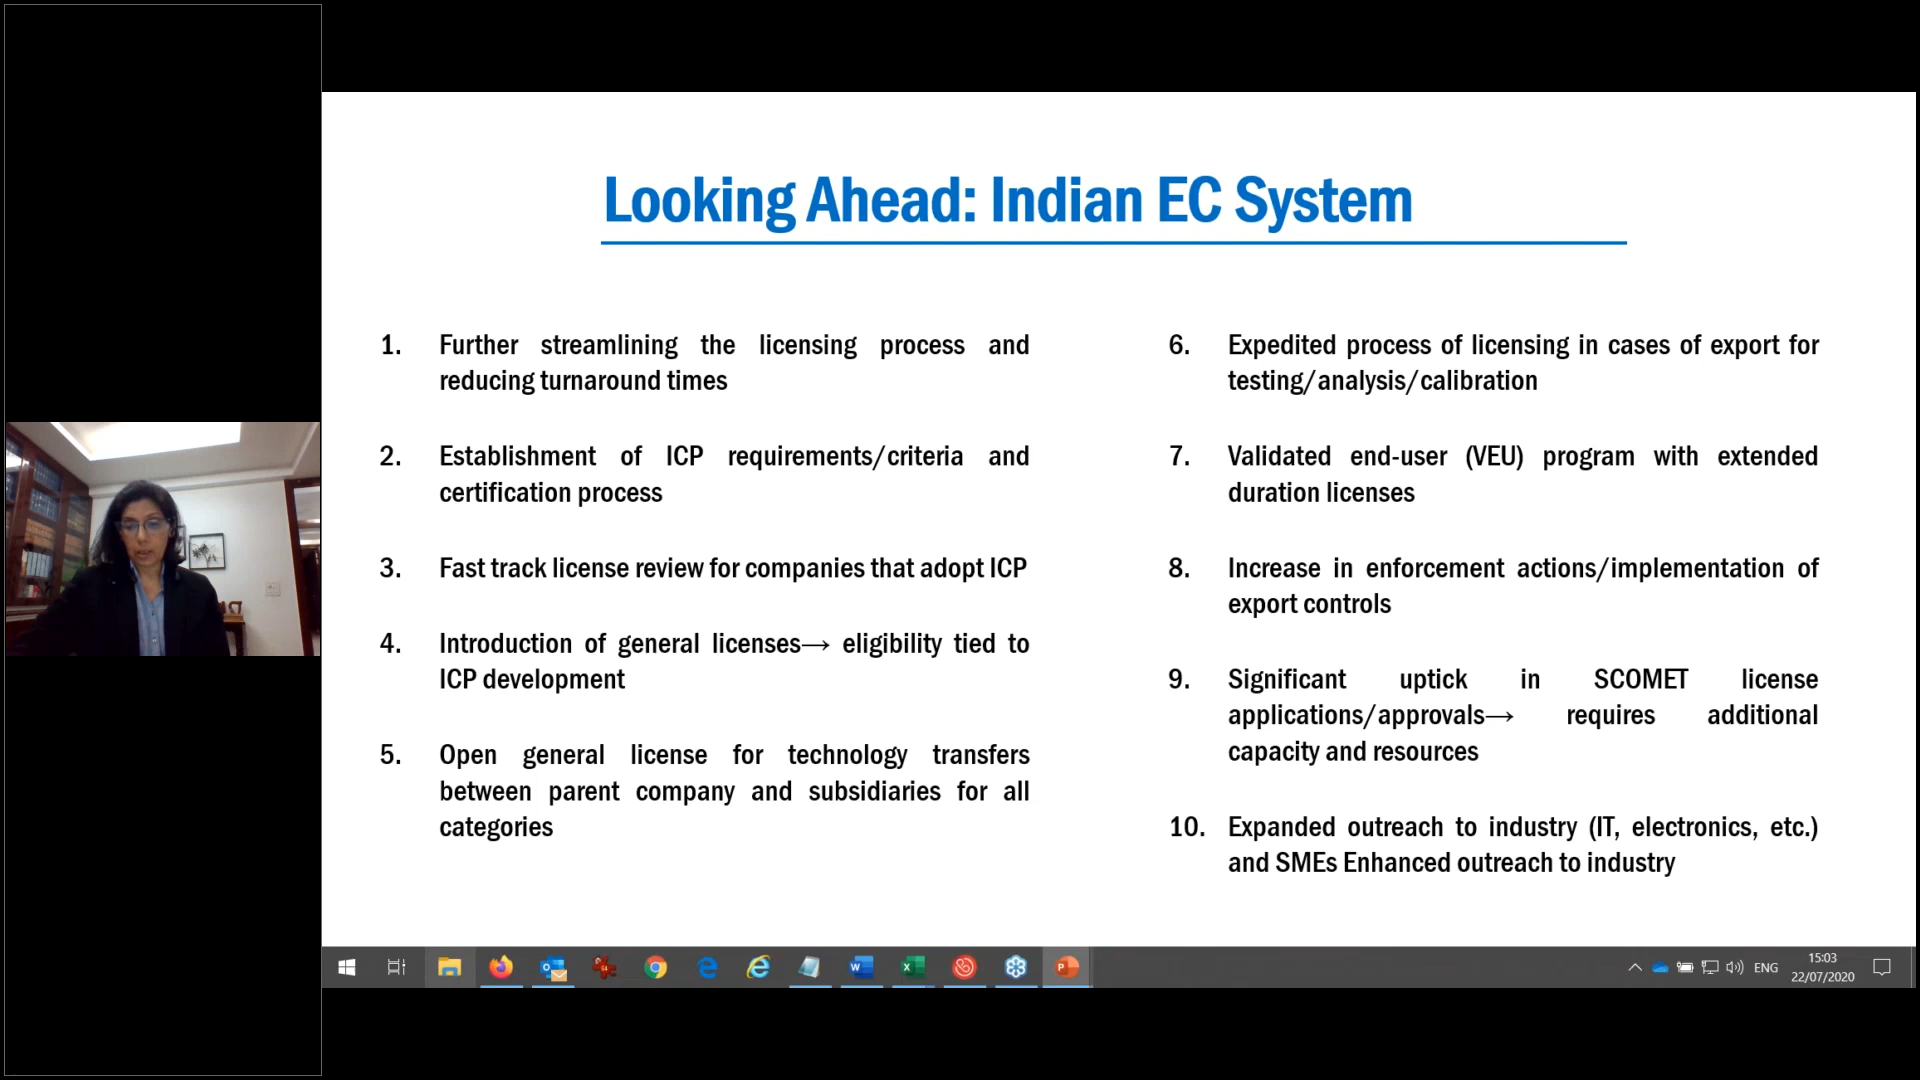 Looking Ahead: Indian EC System
1. Further streamlining the licensing process and
reducing turnaround times
2. Establishment of ICP requirements/criteria and
certification process
3. Fast track license review for companies that adopt ICP
4. Introduction of general licenses→ eligibility tied to
ICP development
5. Open general license for technology transfers
between parent company and subsidiaries for all
categories
6. Expedited process of licensing in cases of export for
testing/analysis/calibration
7. Validated end-user (VEU) program with extended
duration licenses
8. Increase in enforcement actions/implementation of
export controls
9. Significant uptick in SCOMET license
applications/approvals→ requires additional
capacity and resources
10. Expanded outreach to industry (IT, electronics, etc.)
and SMEs Enhanced outreach to industry
ENG
15:03
22/07/2020